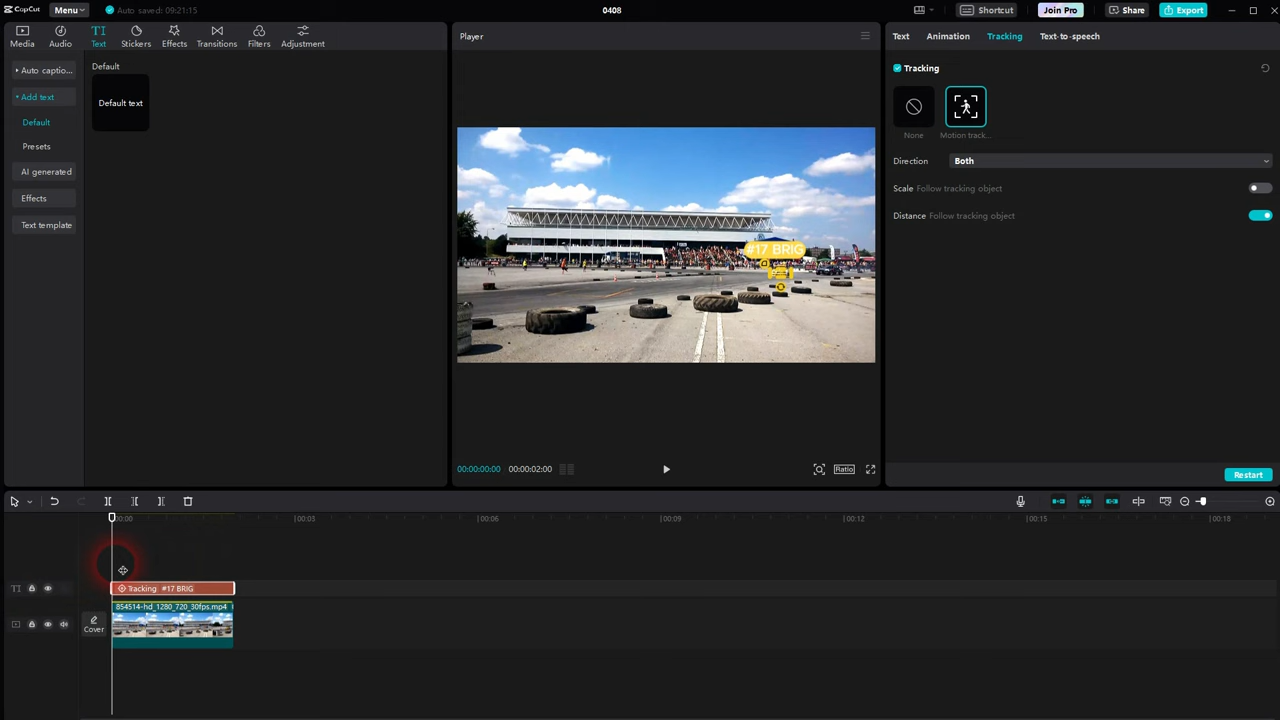 CapCut
Menu
Auto saved: 09:21:15
0408
Shortcut
Join Pro
Share
Export
Media
Audio
Text
Stickers
Effects
Transitions
Filters
Adjustment
Player
Text
Animation
Tracking
Text-to-speech
Auto captio...
Add text
Default
Presets
AI generated
Effects
Text template
Default
Default text
#17 BRIG
Tracking
None
Motion track...
Direction
Both
Scale Follow tracking object
Distance Follow tracking object
00:00:00:00
00:00:02:00
Ratio
Restart
00:00
00:03
00:06
00:09
00:12
00:15
00:18
TI
Tracking #17 BRIG
854514-hd_1280_720_30fps.mp4
Cover